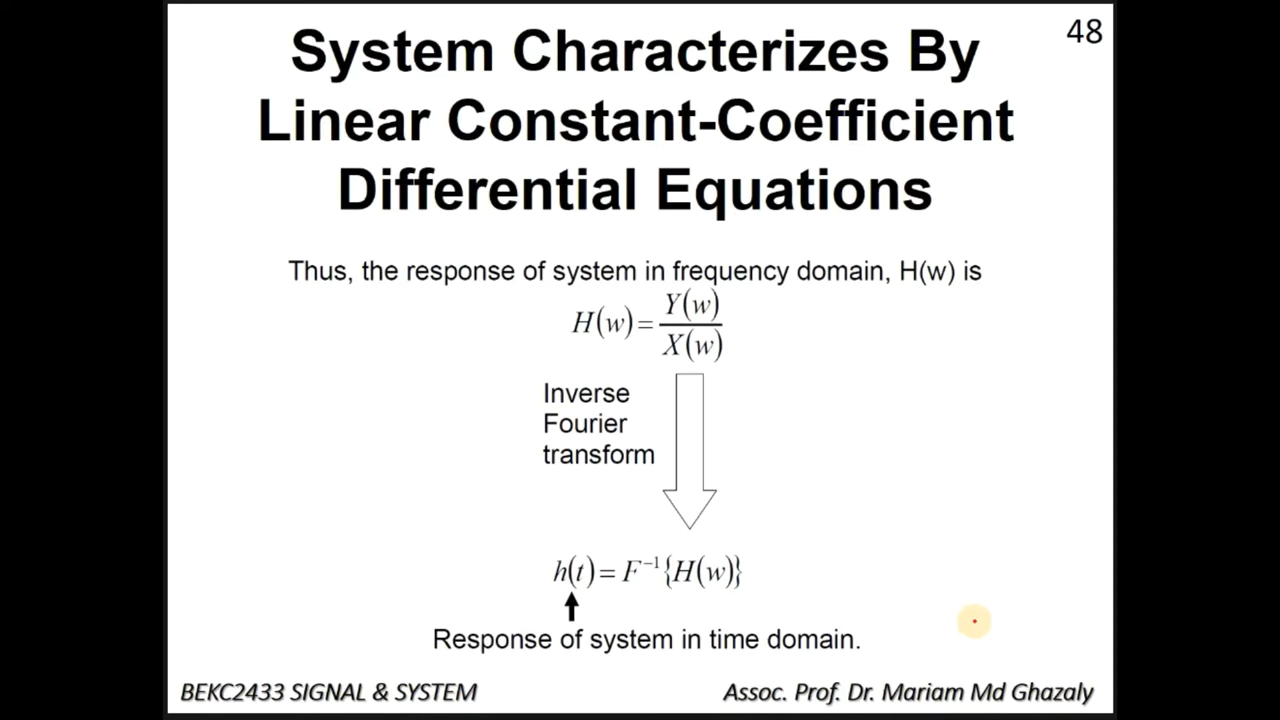 48
System Characterizes By
Linear Constant-Coefficient
Differential Equations
Thus, the response of system in frequency domain, H(w) is
H(w) = Y(w) / X(w)
Inverse
Fourier
transform
h(t) = F⁻¹{H(w)}
Response of system in time domain.
BEKC2433 SIGNAL & SYSTEM
Assoc. Prof. Dr. Mariam Md Ghazaly